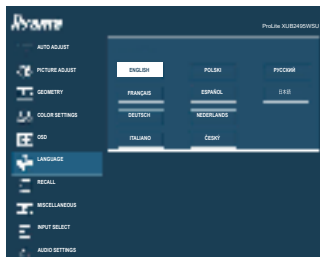 iiyama
ProLite XUB2495WSU
AUTO ADJUST
PICTURE ADJUST
GEOMETRY
COLOR SETTINGS
OSD
LANGUAGE
RECALL
MISCELLANEOUS
INPUT SELECT
AUDIO SETTINGS
ENGLISH POLSKI РУССКИЙ
FRANÇAIS ESPAÑOL 日本語
DEUTSCH NEDERLANDS
ITALIANO ČESKÝ